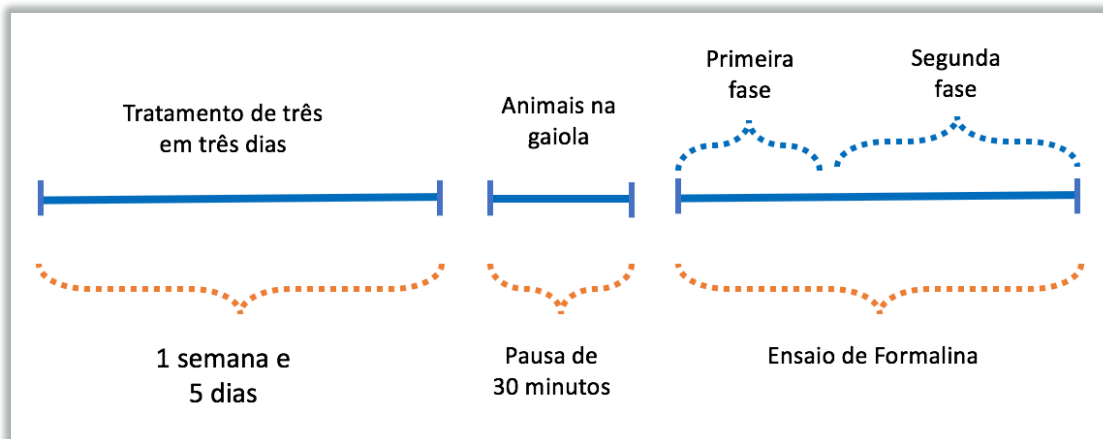 Tratamento de três
em três dias
Animais na
gaiola
Primeira
fase
Segunda
fase
1 semana e
5 dias
Pausa de
30 minutos
Ensaio de Formalina